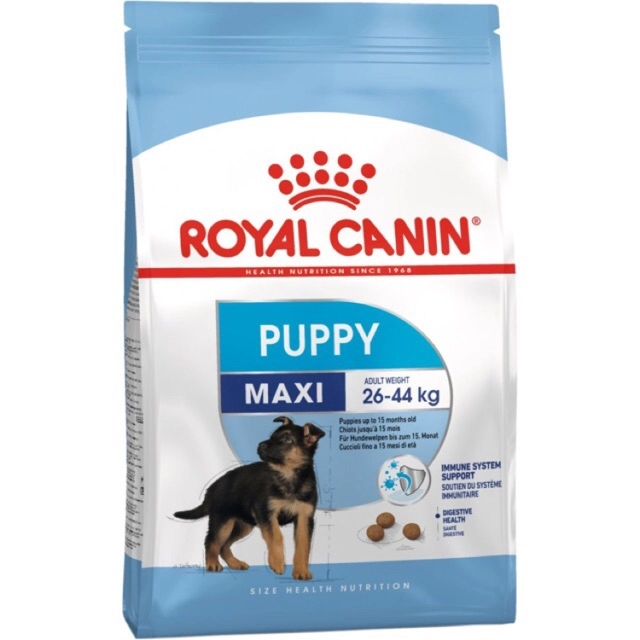 ROYAL CANIN®
HEALTH NUTRITION SINCE 1968
PUPPY
MAXI
ADULT WEIGHT
26-44 kg
Puppies up to 15 months old
Chiots jusqu'à 15 mois
Für Hundewelpen bis zum 15. Monat
Cuccioli fino a 15 mesi di età
IMMUNE SYSTEM
SUPPORT
SOUTIEN DU SYSTÈME
IMMUNITAIRE
DIGESTIVE
HEALTH
SANTÉ
DIGESTIVE
SIZE HEALTH NUTRITION